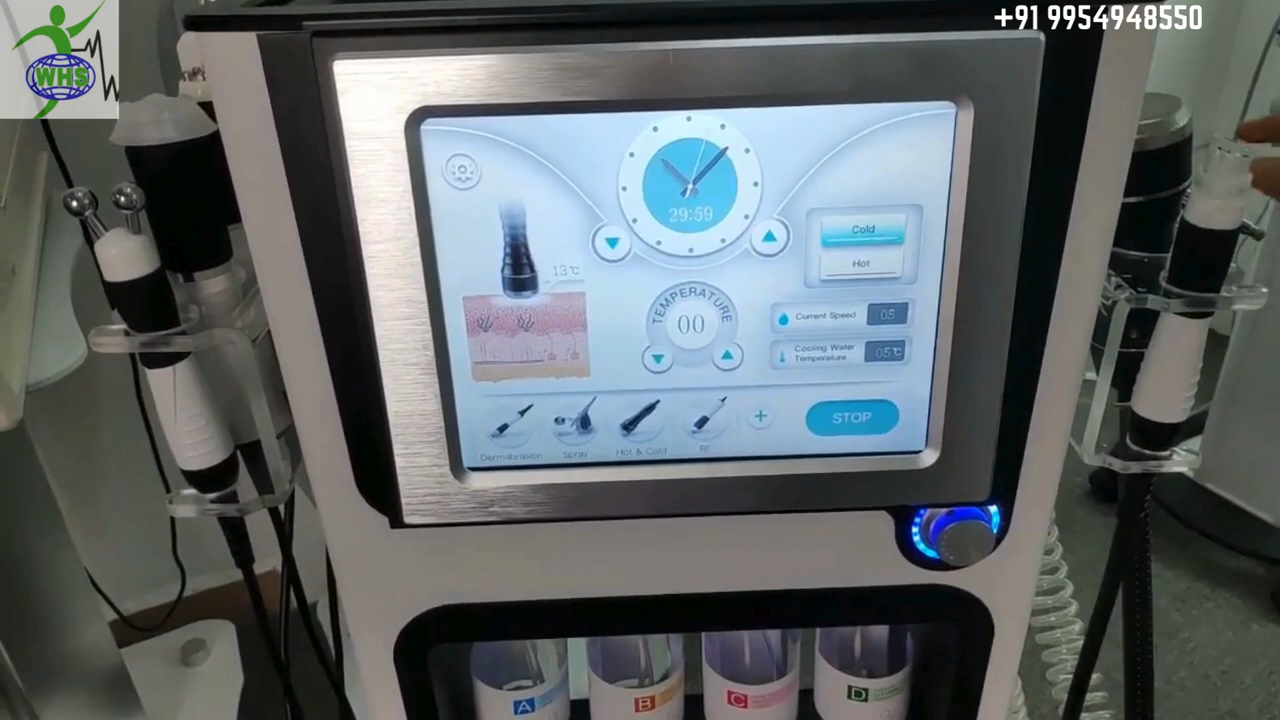 WHS
+91 9954948550
29:59
13℃
Cold
Hot
TEMPERATURE
00
Current Speed 05
Cooling Water Temperature 05℃
Dermabrasion
Spray
Hot & Cold
RF
+
STOP
A
B
C
D